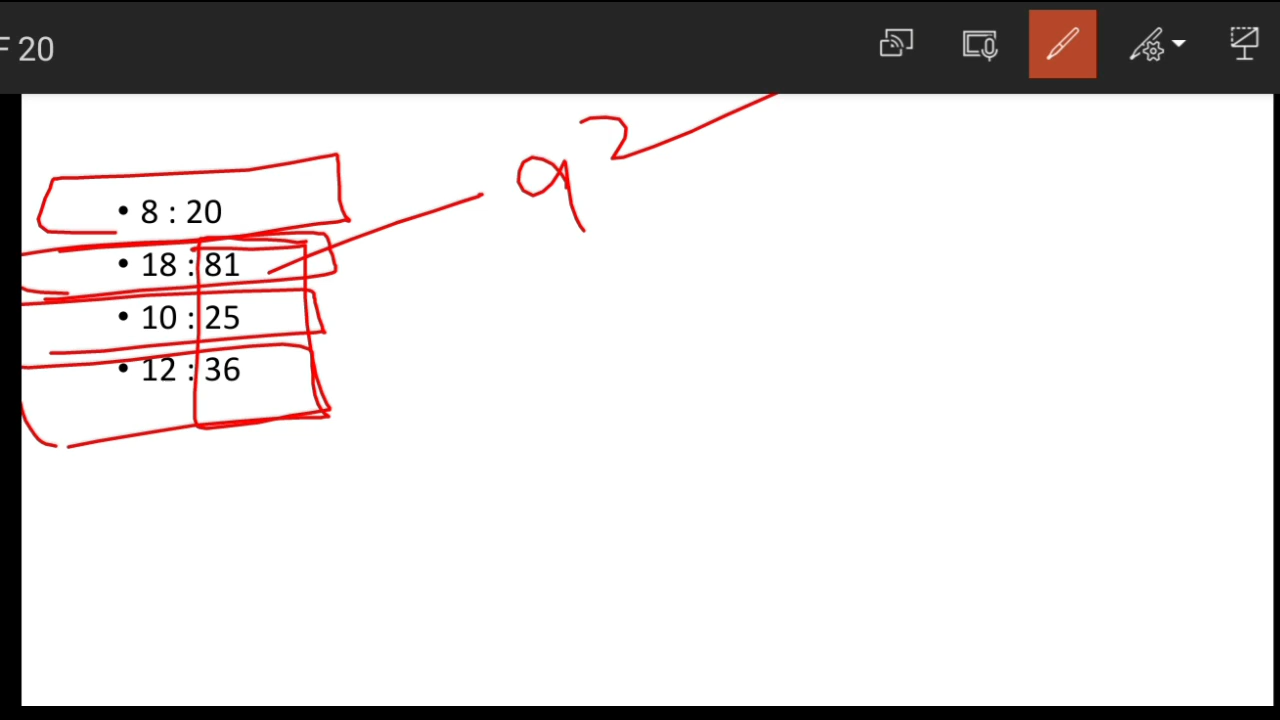 F 20
9²
• 8 : 20
• 18 : 81
• 10 : 25
• 12 : 36